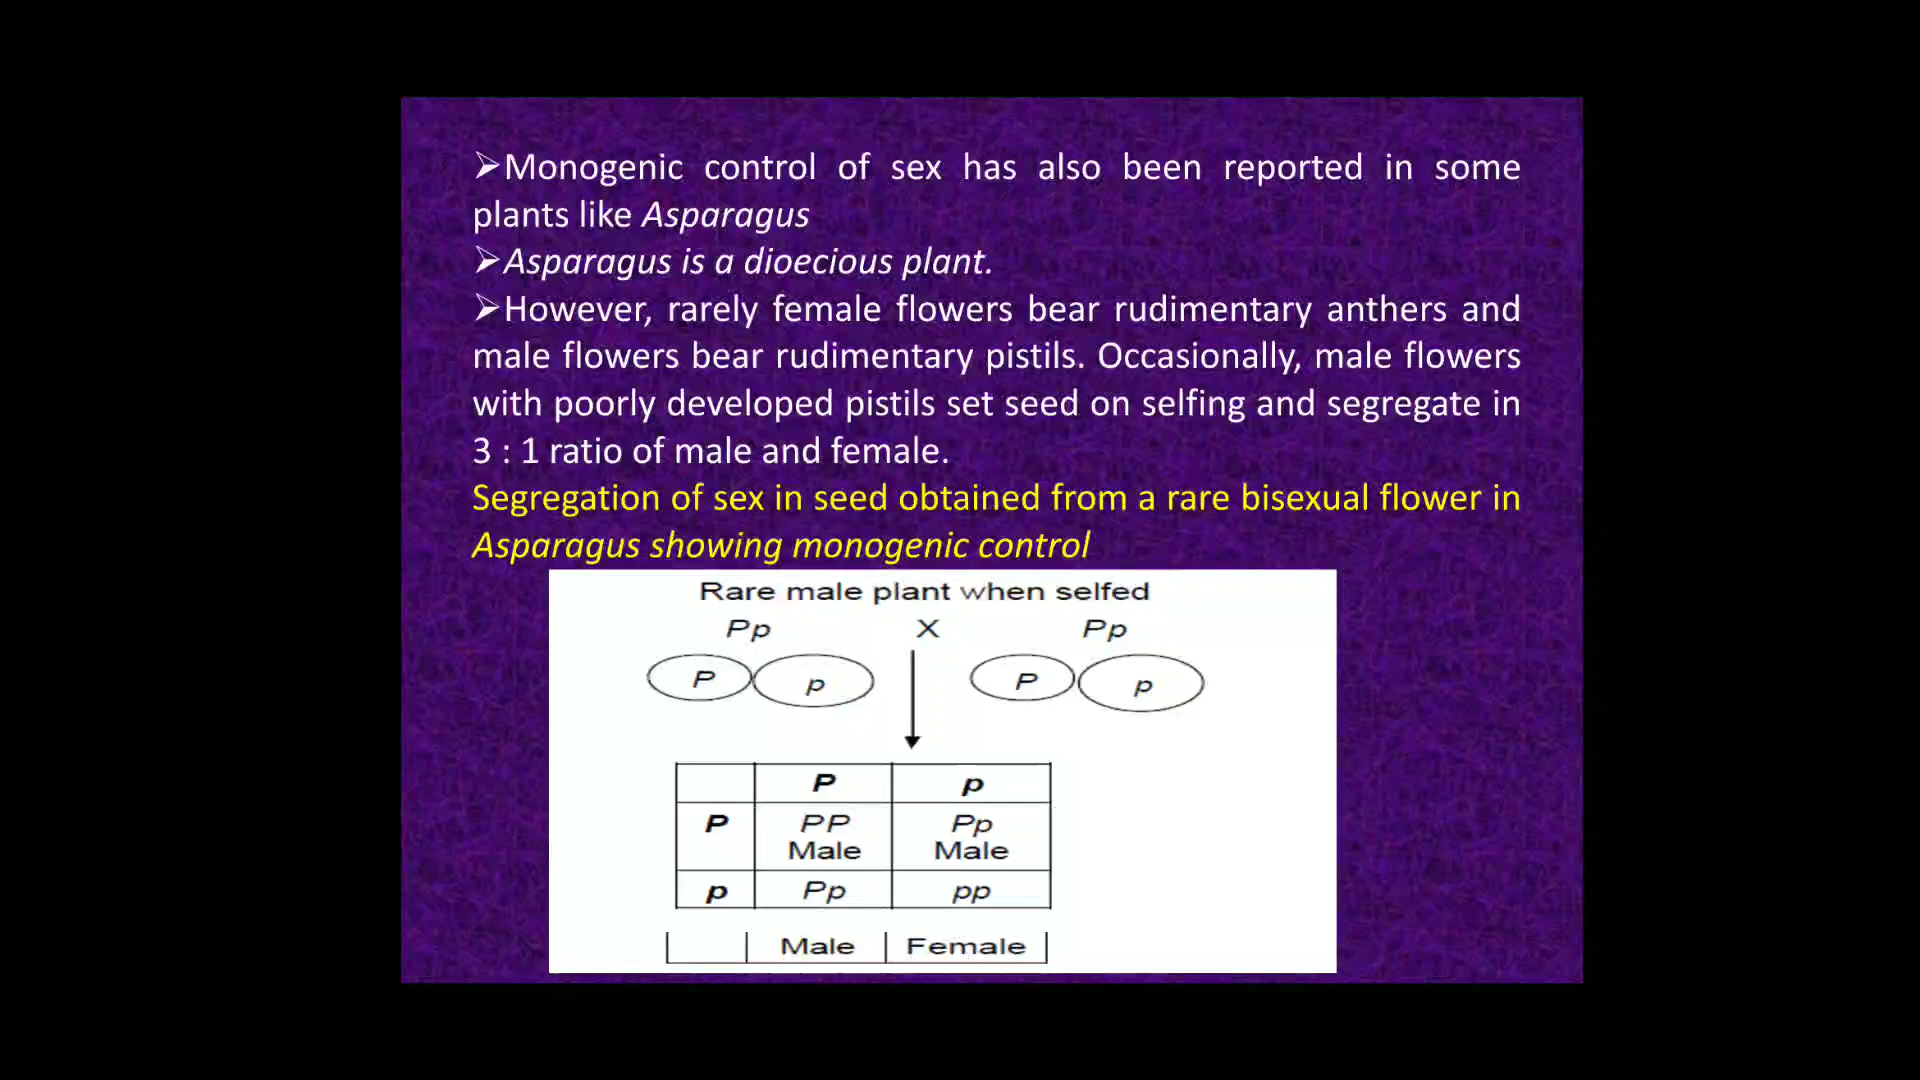 ➢Monogenic control of sex has also been reported in some
plants like Asparagus
➢Asparagus is a dioecious plant.
➢However, rarely female flowers bear rudimentary anthers and
male flowers bear rudimentary pistils. Occasionally, male flowers
with poorly developed pistils set seed on selfing and segregate in
3 : 1 ratio of male and female.
Segregation of sex in seed obtained from a rare bisexual flower in
Asparagus showing monogenic control
Rare male plant when selfed
Pp X Pp
P p P p
P p
P PP Pp
Male Male
p Pp pp
Male Female